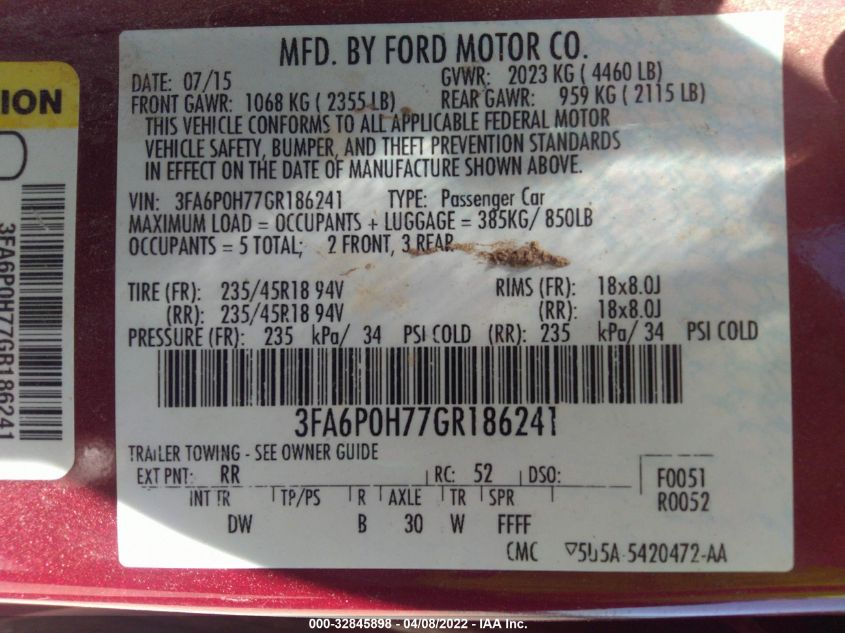 MFD. BY FORD MOTOR CO.
DATE: 07/15 GVWR: 2023 KG ( 4460 LB)
FRONT GAWR: 1068 KG ( 2355 LB) REAR GAWR: 959 KG ( 2115 LB)
THIS VEHICLE CONFORMS TO ALL APPLICABLE FEDERAL MOTOR
VEHICLE SAFETY, BUMPER, AND THEFT PREVENTION STANDARDS
IN EFFECT ON THE DATE OF MANUFACTURE SHOWN ABOVE.
VIN: 3FA6P0H77GR186241 TYPE: Passenger Car
MAXIMUM LOAD = OCCUPANTS + LUGGAGE = 385KG/ 850LB
OCCUPANTS = 5 TOTAL; 2 FRONT, 3 REAR
TIRE (FR): 235/45R18 94V RIMS (FR): 18x8.0J
(RR): 235/45R18 94V (RR): 18x8.0J
PRESSURE (FR): 235 kPa/ 34 PSI COLD (RR): 235 kPa/ 34 PSI COLD
3FA6P0H77GR186241
TRAILER TOWING - SEE OWNER GUIDE
EXT PNT: RR RC: 52 DSO: F0051
INT FR TP/PS R AXLE TR SPR R0052
DW B 30 W FFFF
CMC ▽5U5A-5420472-AA
ION
3FA6P0H77GR186241
000-32845898 - 04/08/2022 - IAA Inc.